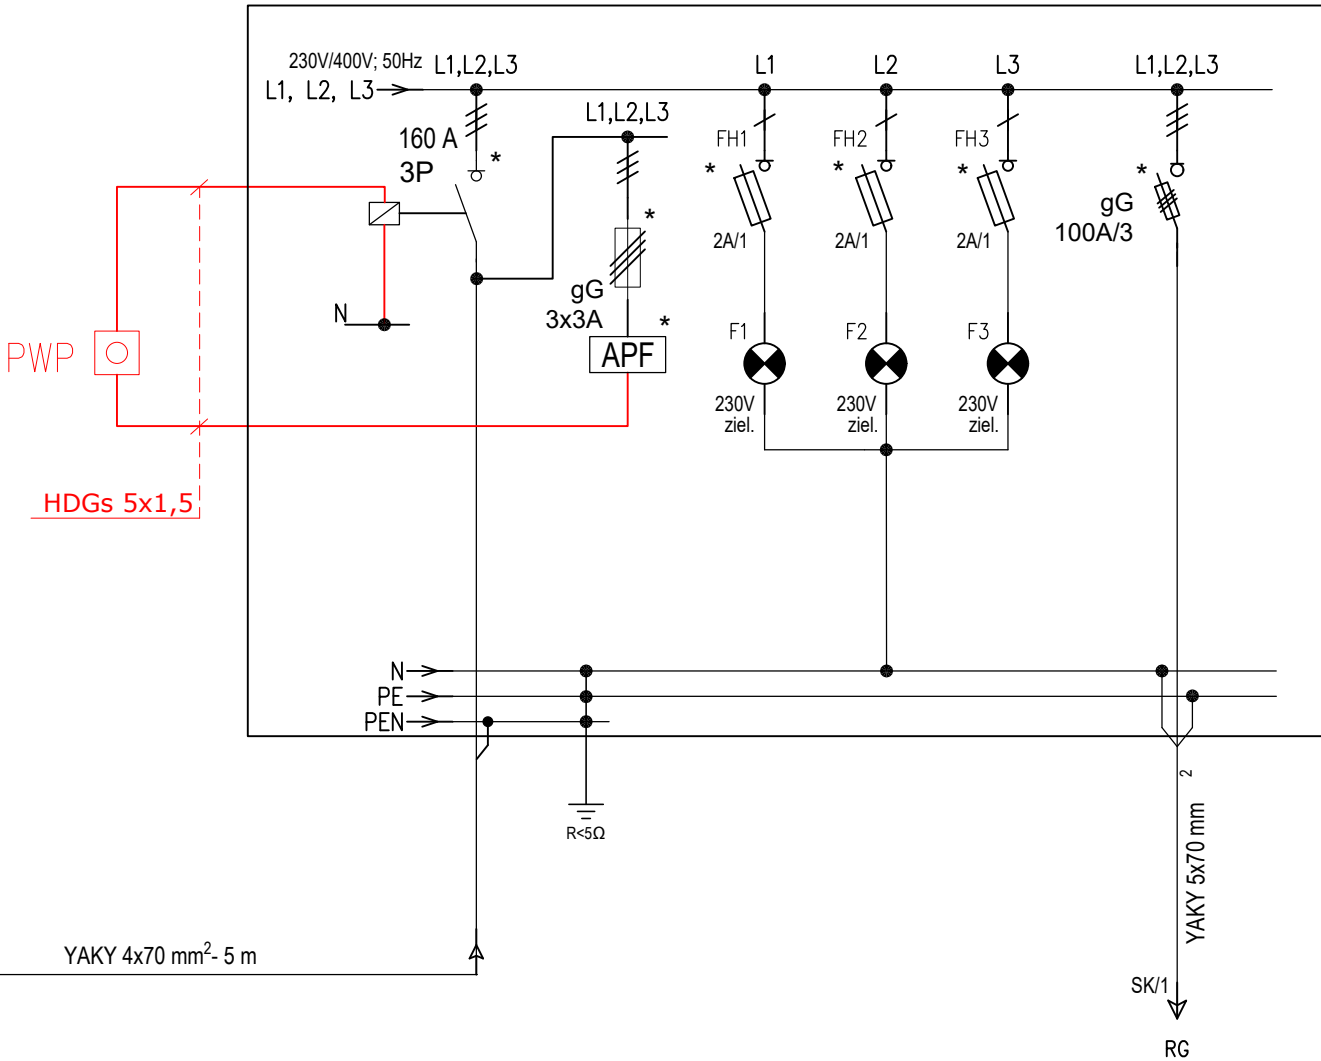 230V/400V; 50Hz
L1,L2,L3
L1
L2
L3
L1,L2,L3
L1, L2, L3
L1,L2,L3
160 A
*
3P
FH1
FH2
FH3
*
*
*
*
gG
100A/3
*
2A/1
2A/1
2A/1
gG
3x3A
*
N
APF
PWP
F1
F2
F3
230V
ziel.
230V
ziel.
230V
ziel.
HDGs 5x1,5
N
PE
PEN
R<5Ω
2
YAKY 5x70 mm
YAKY 4x70 mm²- 5 m
SK/1
RG